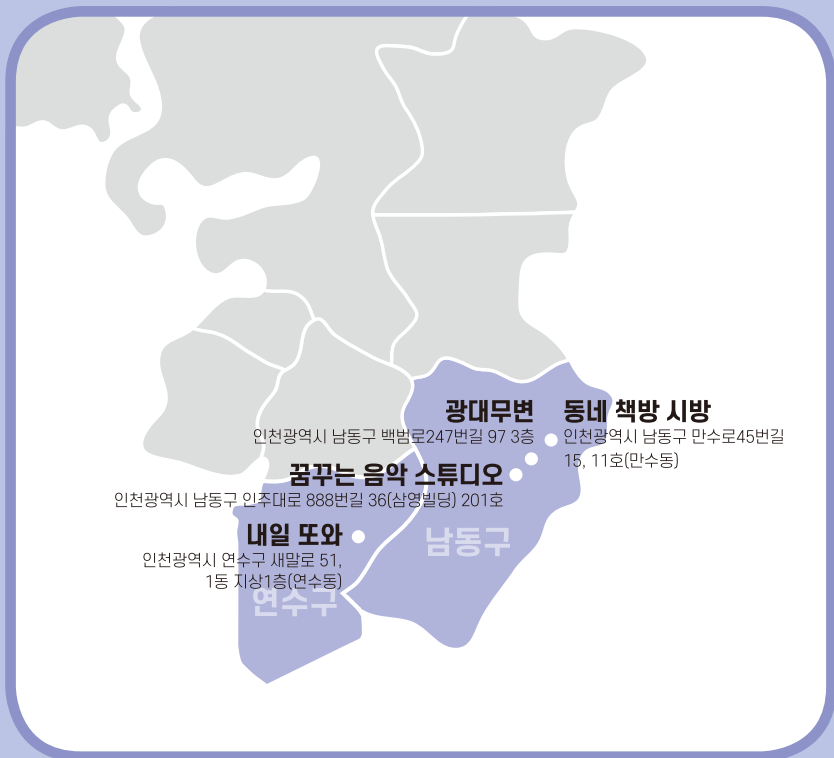 광대무변
인천광역시 남동구 백범로247번길 97 3층
동네 책방 시방
인천광역시 남동구 만수로45번길
15, 11호(만수동)
꿈꾸는 음악 스튜디오
인천광역시 남동구 인주대로 888번길 36(삼영빌딩) 201호
내일 또와
인천광역시 연수구 새말로 51,
1동 지상1층(연수동)
남동구
연수구